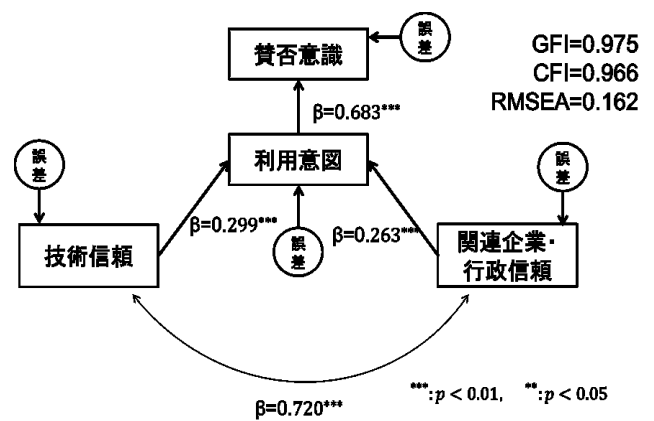 賛否意識
誤
差
GFI=0.975
CFI=0.966
RMSEA=0.162
β=0.683***
誤
差
利用意図
誤
差
β=0.299***
β=0.263***
技術信頼
誤
差
関連企業・
行政信頼
β=0.720***
***:p < 0.01, **:p < 0.05